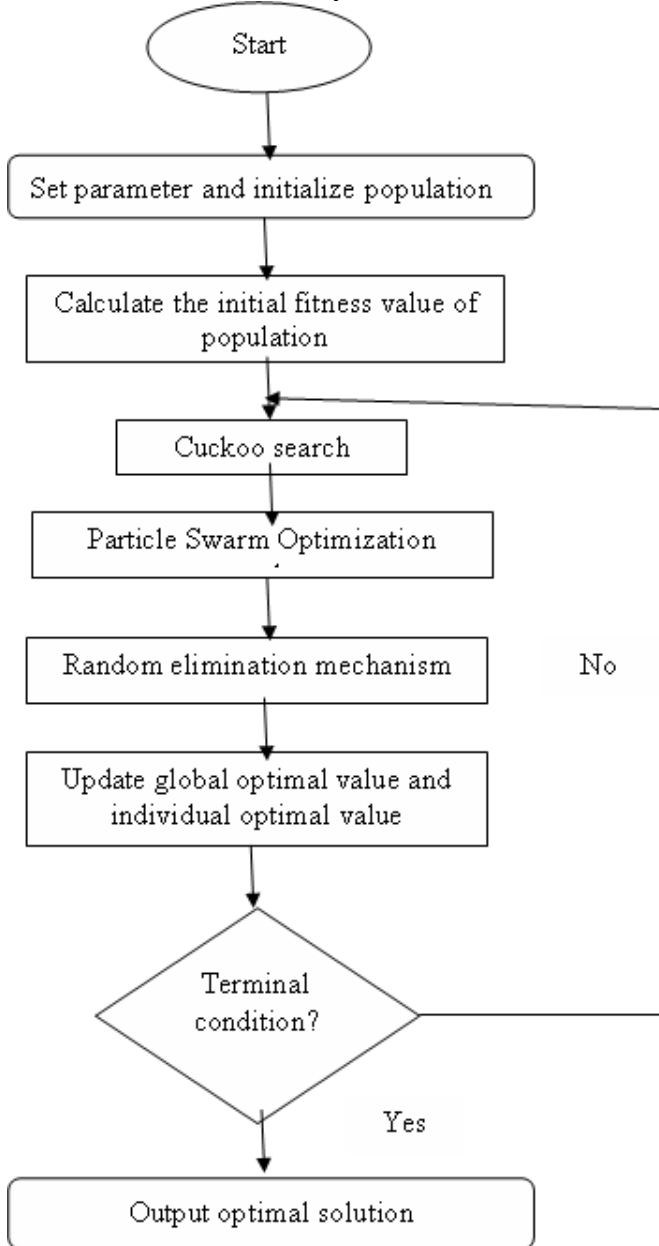 Start
Set parameter and initialize population
Calculate the initial fitness value of
population
Cuckoo search
Particle Swarm Optimization
Random elimination mechanism
No
Update global optimal value and
individual optimal value
Terminal
condition?
Yes
Output optimal solution